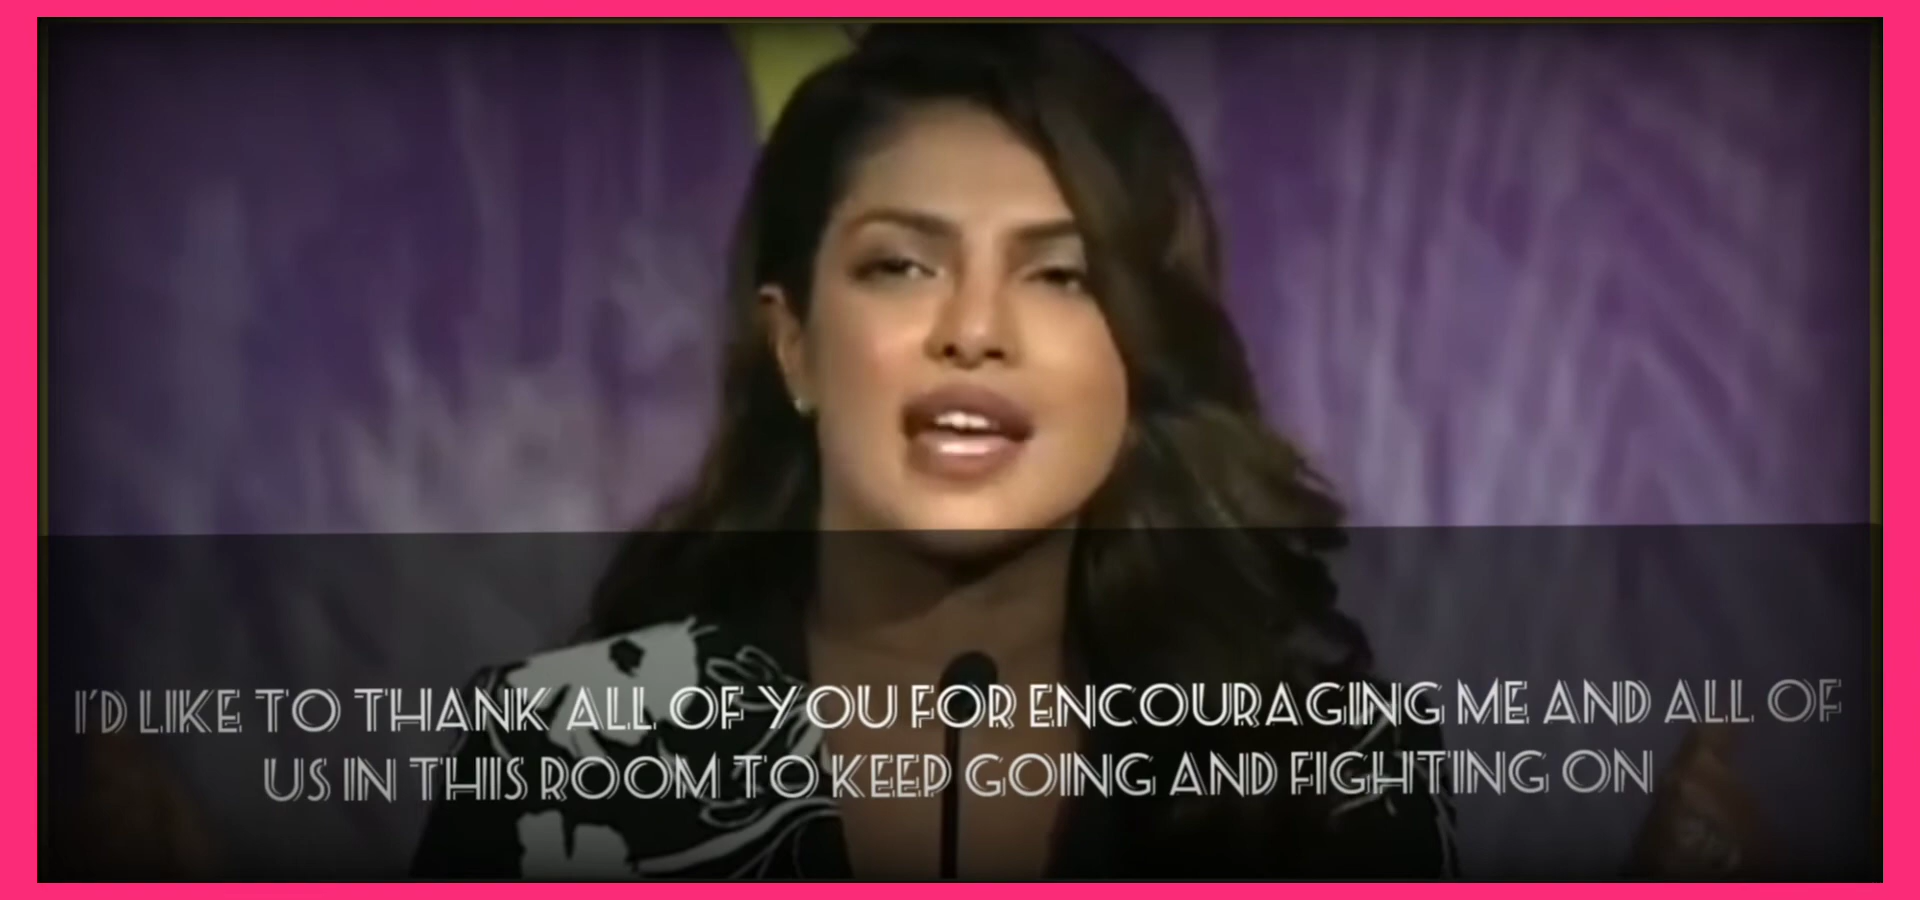 I'D LIKE TO THANK ALL OF YOU FOR ENCOURAGING ME AND ALL OF
US IN THIS ROOM TO KEEP GOING AND FIGHTING ON